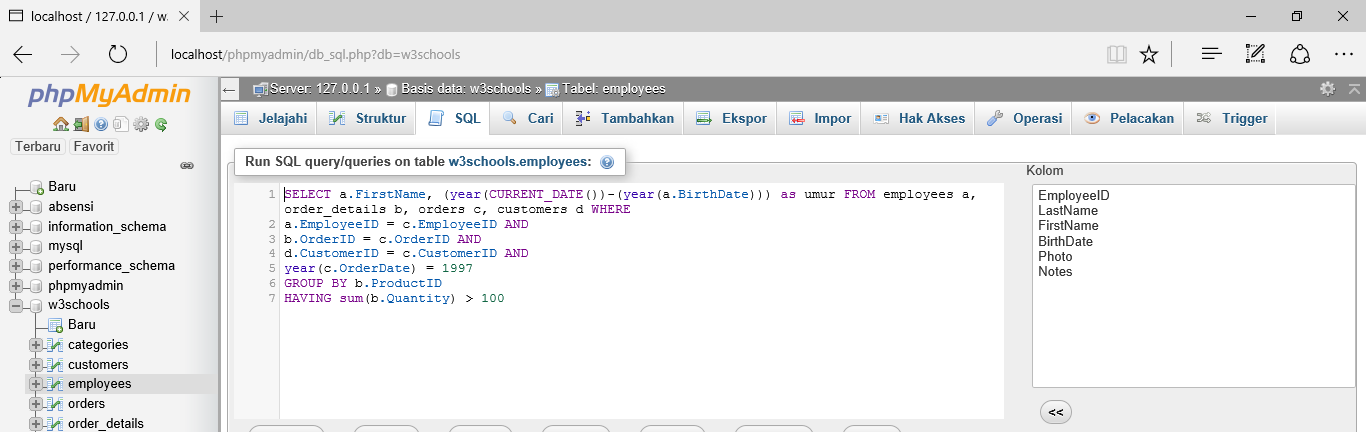 localhost / 127.0.0.1 / w
localhost/phpmyadmin/db_sql.php?db=w3schools
phpMyAdmin
Terbaru Favorit
Baru
absensi
information_schema
mysql
performance_schema
phpmyadmin
w3schools
Baru
categories
customers
employees
orders
order_details
Server: 127.0.0.1 » Basis data: w3schools » Tabel: employees
Jelajahi Struktur SQL Cari Tambahkan Ekspor Impor Hak Akses Operasi Pelacakan Trigger
Run SQL query/queries on table w3schools.employees:
1 SELECT a.FirstName, (year(CURRENT_DATE())-(year(a.BirthDate))) as umur FROM employees a,
order_details b, orders c, customers d WHERE
2 a.EmployeeID = c.EmployeeID AND
3 b.OrderID = c.OrderID AND
4 d.CustomerID = c.CustomerID AND
5 year(c.OrderDate) = 1997
6 GROUP BY b.ProductID
7 HAVING sum(b.Quantity) > 100
Kolom
EmployeeID
LastName
FirstName
BirthDate
Photo
Notes
<<